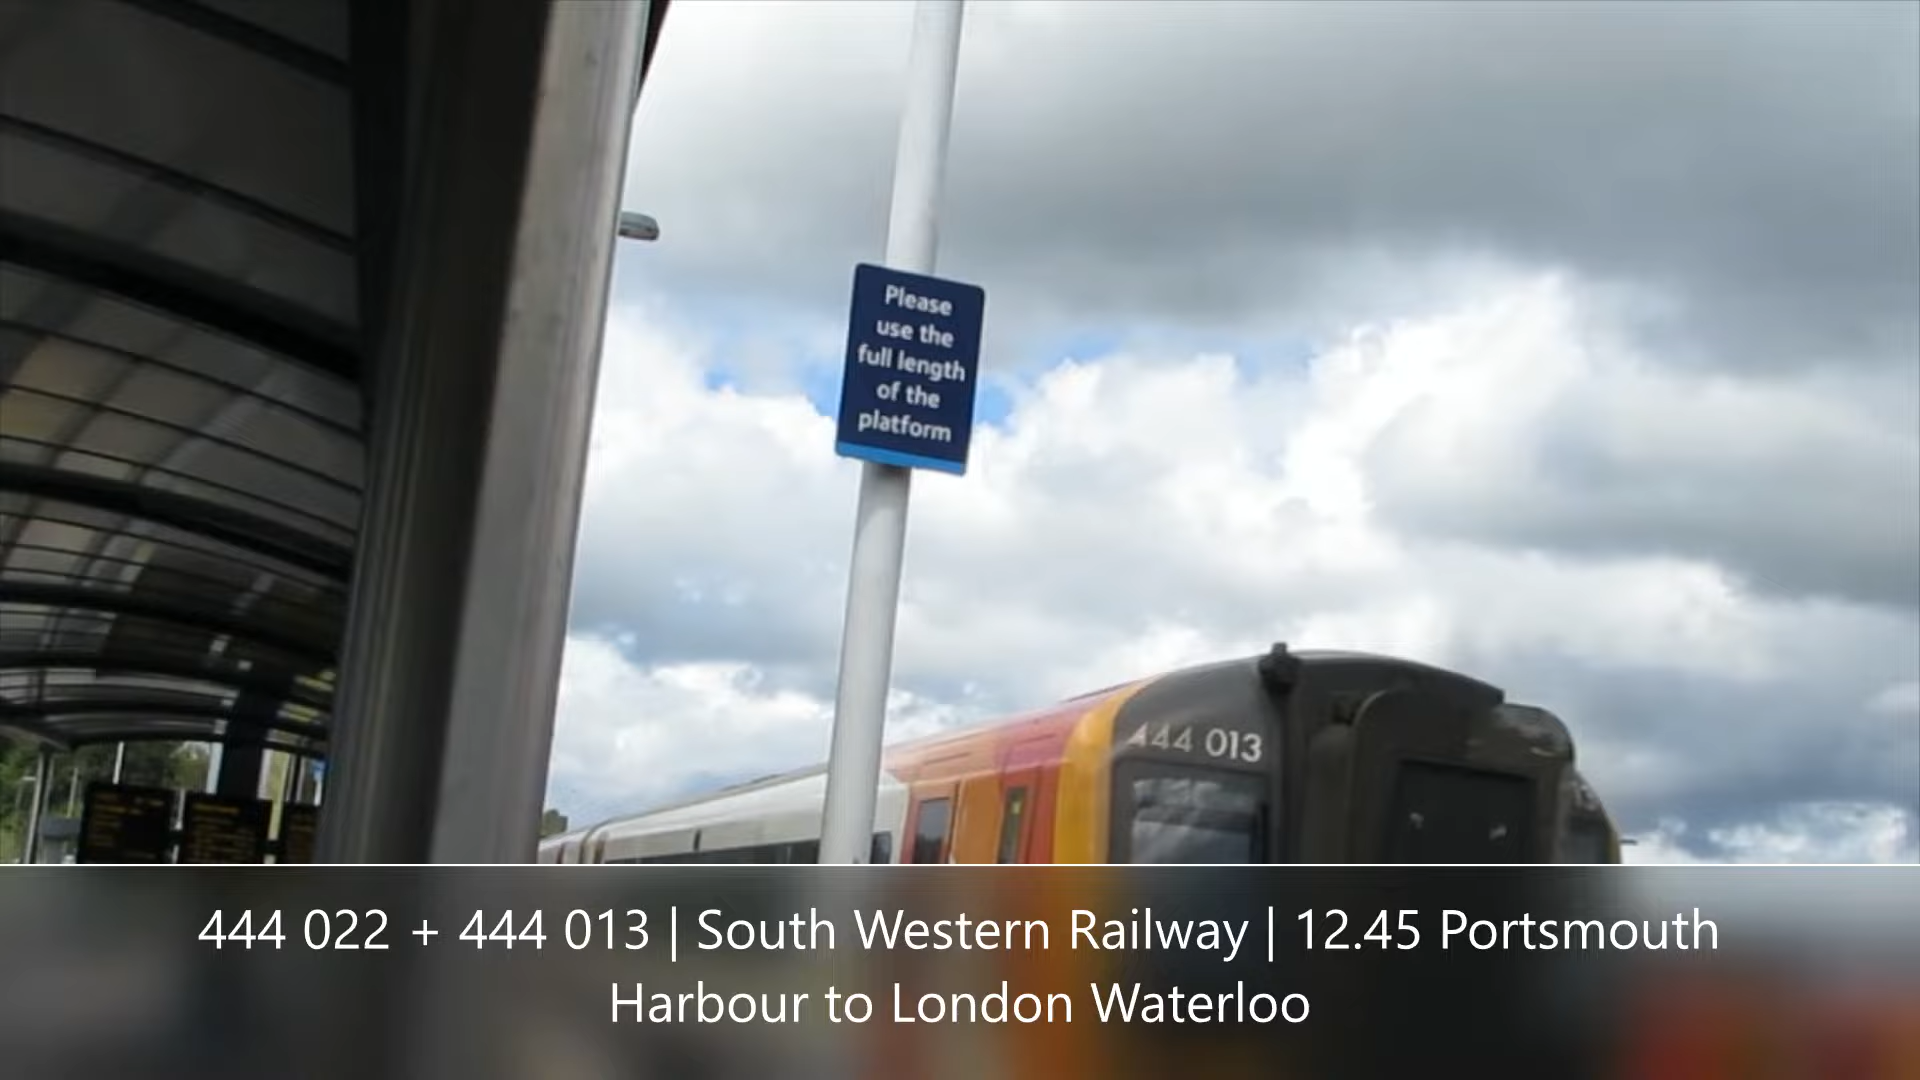 Please
use the
full length
of the
platform
444 013
444 022 + 444 013 | South Western Railway | 12.45 Portsmouth
Harbour to London Waterloo